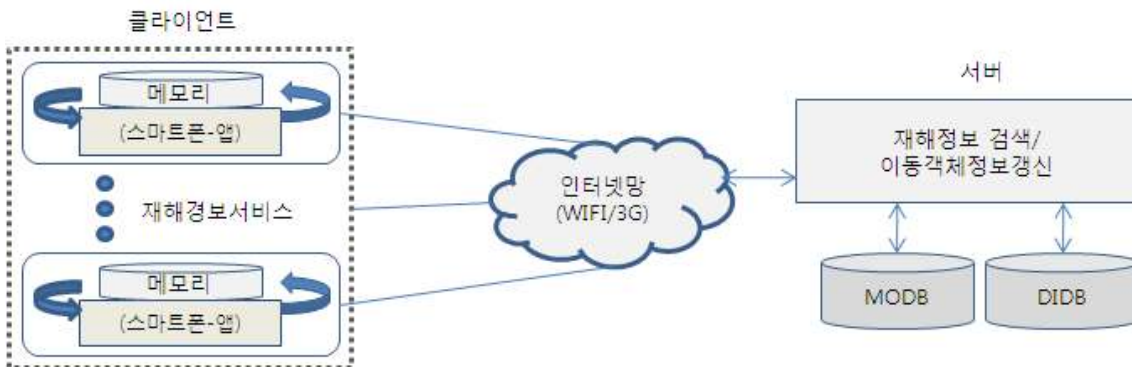 클라이언트
메모리
(스마트폰-앱)
재해경보서비스
메모리
(스마트폰-앱)
인터넷망
(WIFI/3G)
서버
재해정보 검색/
이동객체정보갱신
MODB
DIDB